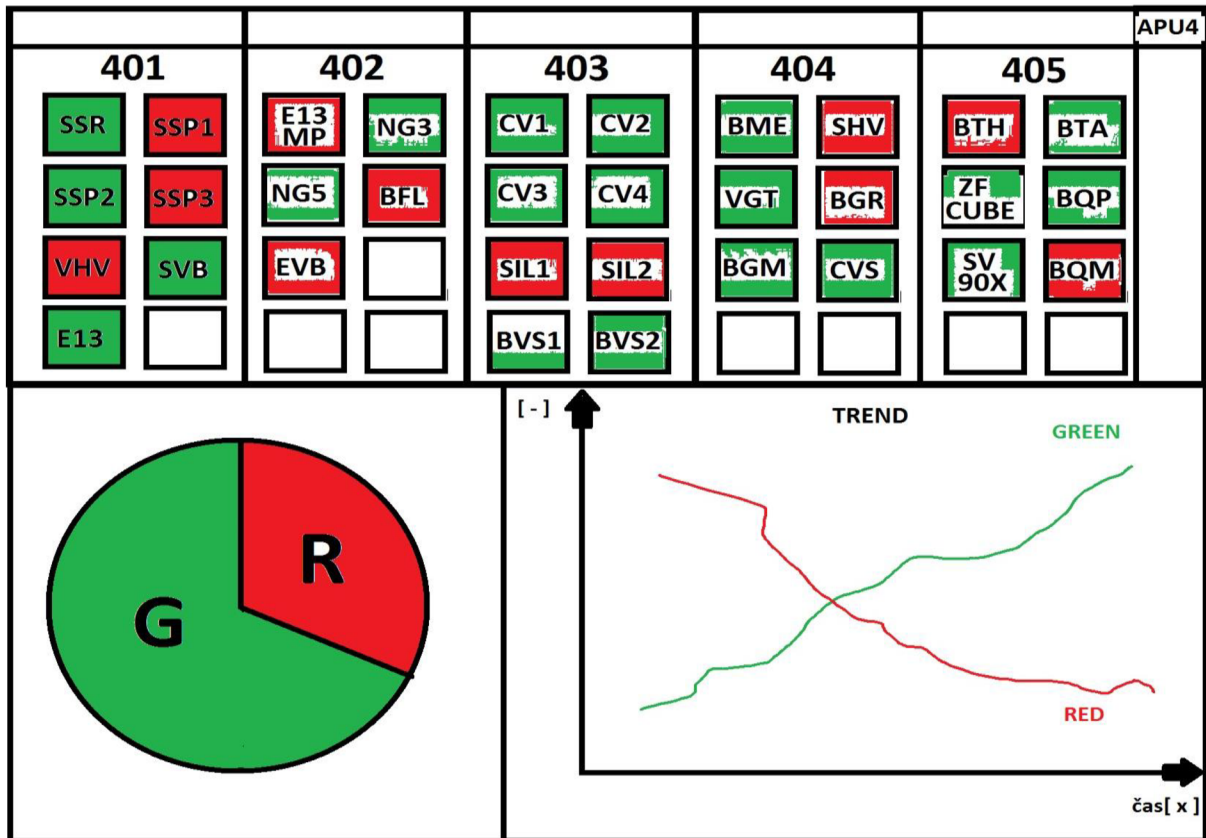 APU4
401
402
403
404
405
SSR
SSP1
E13
MP
NG3
CV1
CV2
BME
SHV
BTH
BTA
SSP2
SSP3
NG5
BFL
CV3
CV4
VGT
BGR
ZF
CUBE
BQP
VHV
SVB
EVB
SIL1
SIL2
BGM
CVS
SV
90X
BQM
E13
BVS1
BVS2
G
R
[ - ]
TREND
GREEN
RED
čas[ x ]